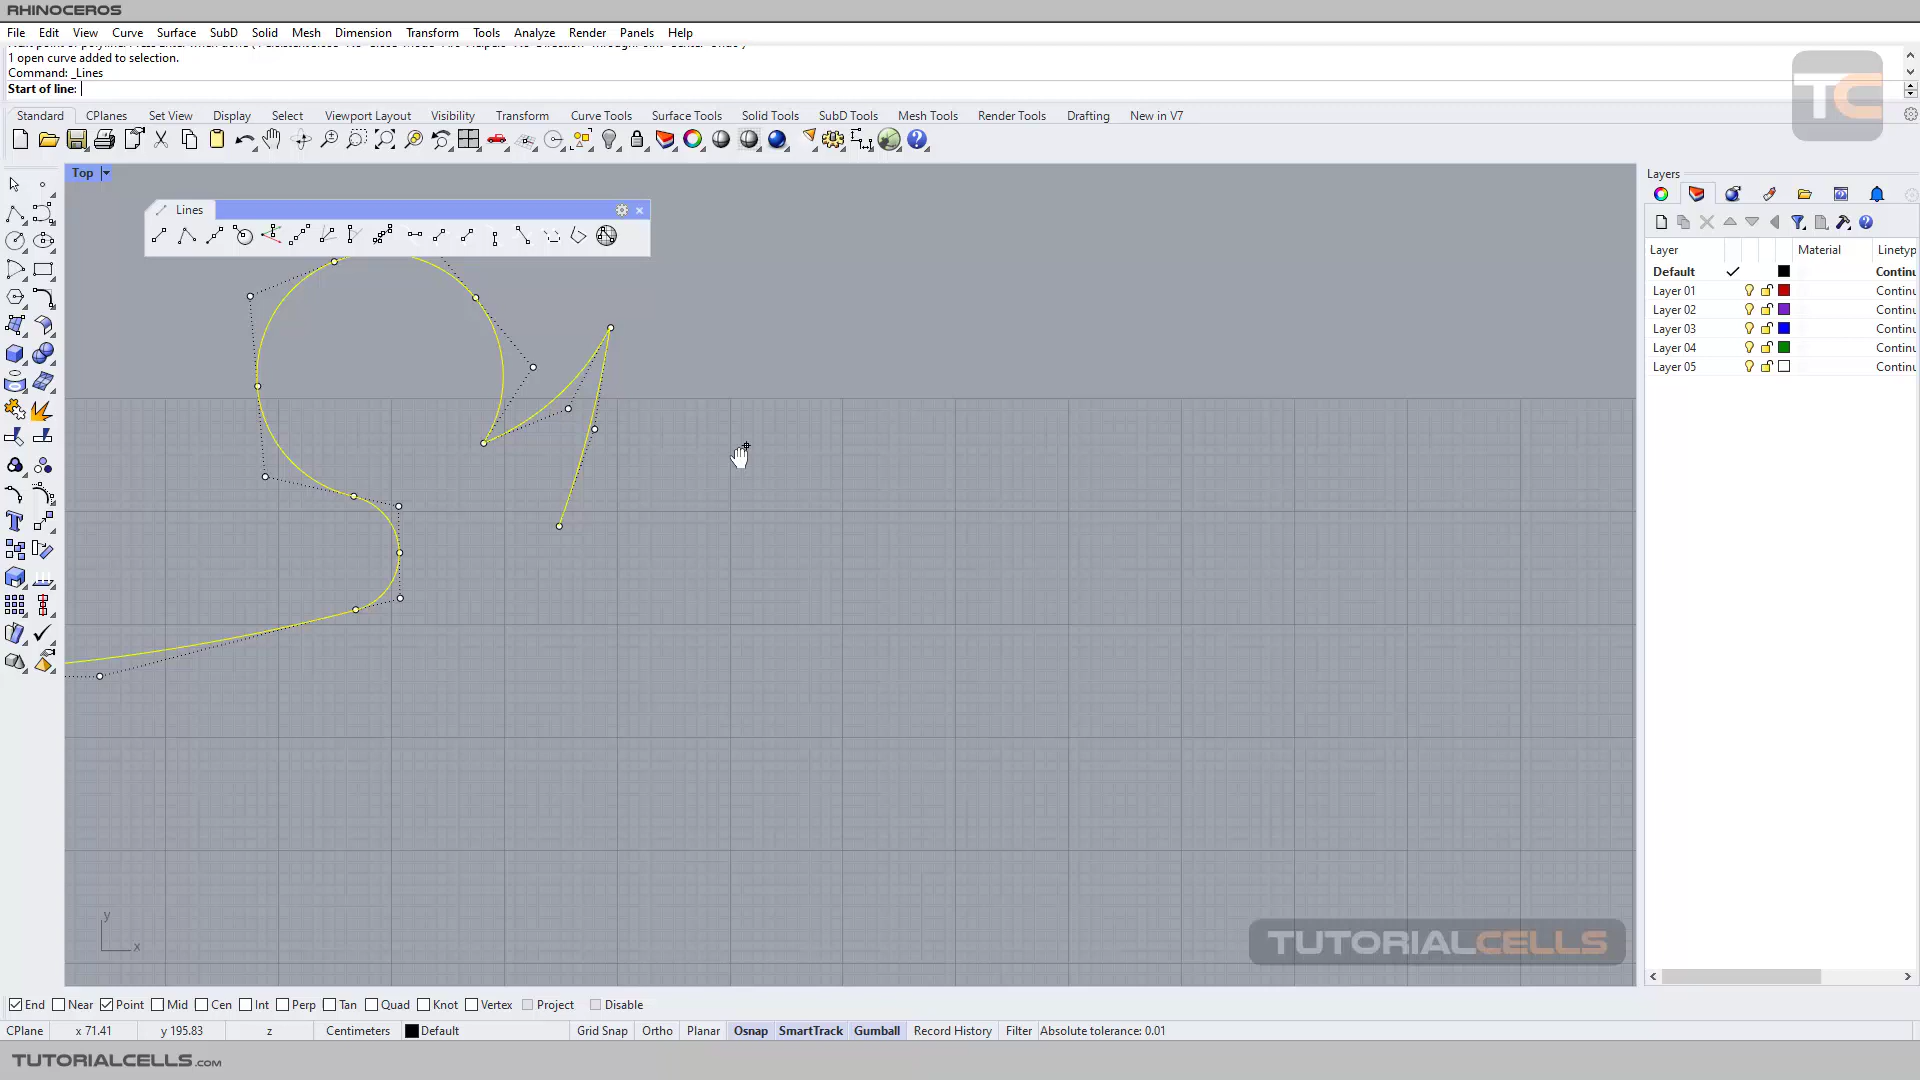 RHINOCEROS
File Edit View Curve Surface SubD Solid Mesh Dimension Transform Tools Analyze Render Panels Help
1 open curve added to selection.
Command: _Lines
Start of line:
TC
Standard CPlanes Set View Display Select Viewport Layout Visibility Transform Curve Tools Surface Tools Solid Tools SubD Tools Mesh Tools Render Tools Drafting New in V7
Top
Layers
Lines
Layer Material Linetyp
Default Continu
Layer 01 Continu
Layer 02 Continu
Layer 03 Continu
Layer 04 Continu
Layer 05 Continu
y
x
TUTORIALCELLS
End Near Point Mid Cen Int Perp Tan Quad Knot Vertex Project Disable
CPlane x 71.41 y 195.83 z Centimeters Default Grid Snap Ortho Planar Osnap SmartTrack Gumball Record History Filter Absolute tolerance: 0.01
TUTORIALCELLS.COM